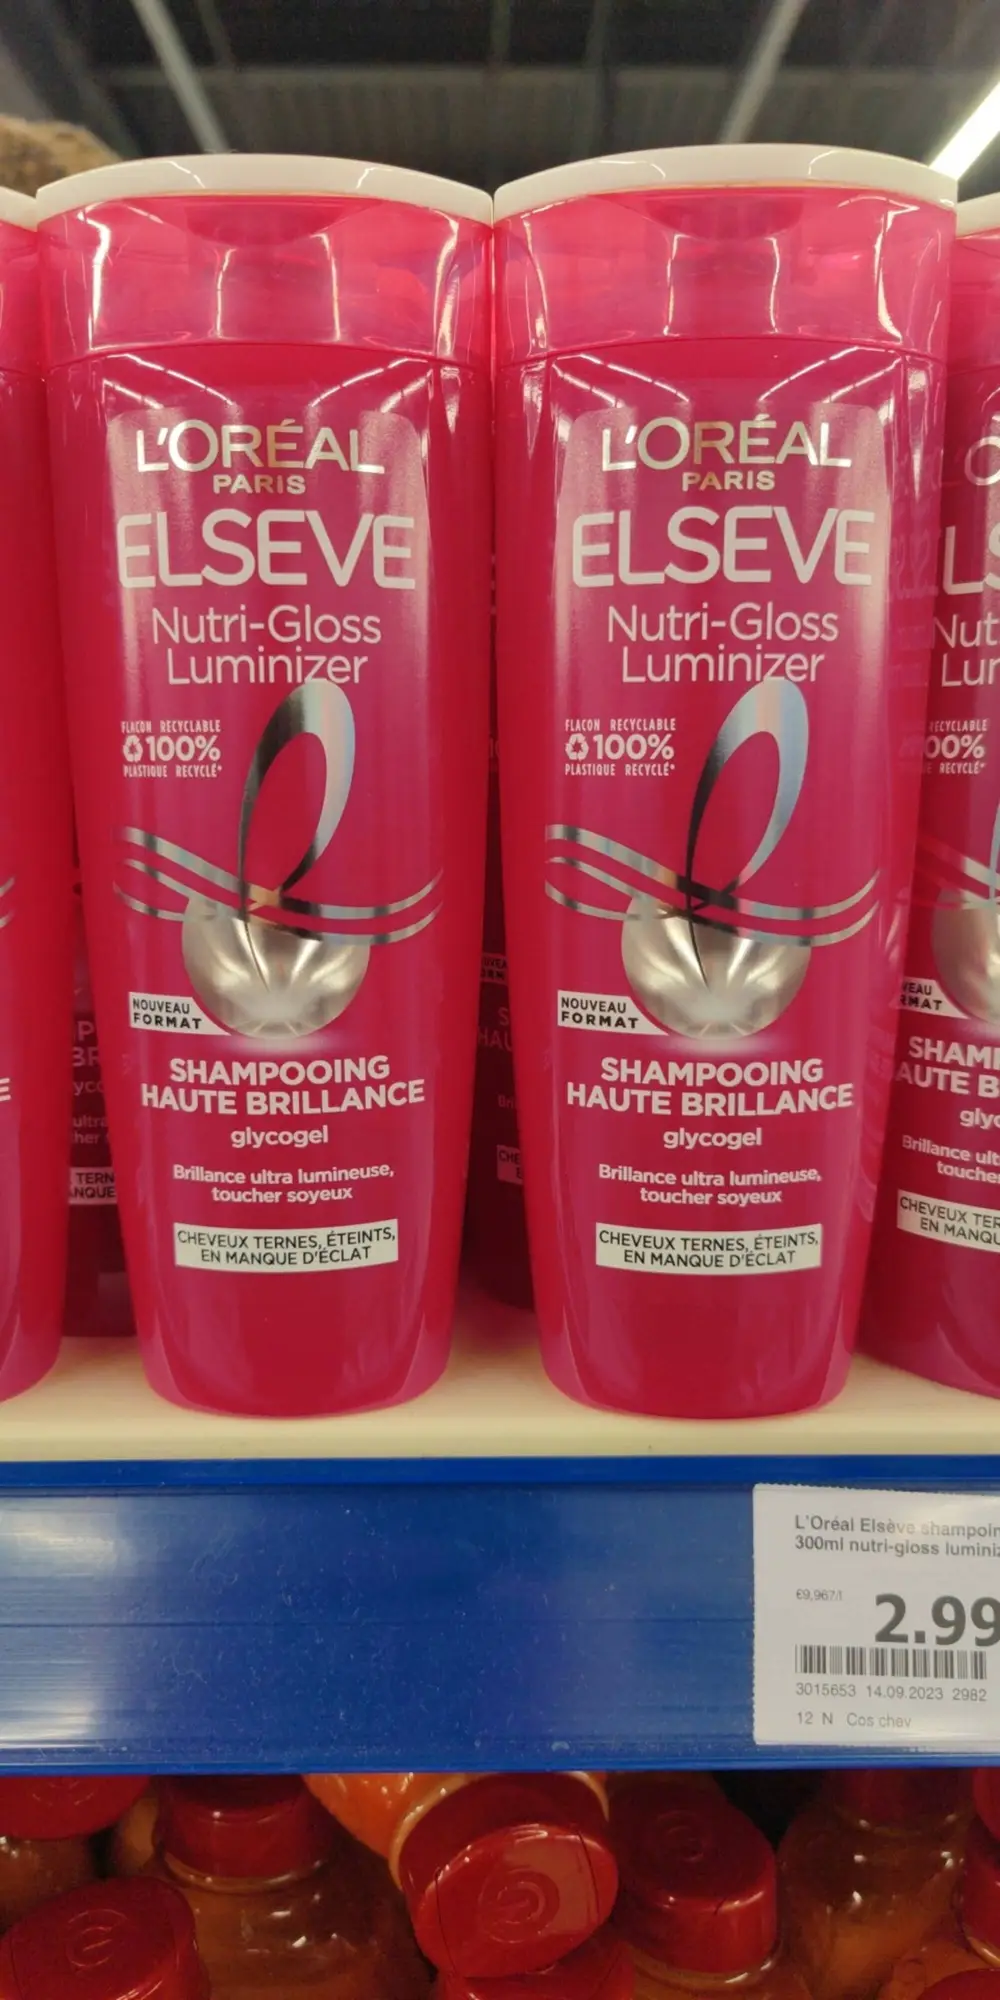 L'ORÉAL
PARIS
ELSEVE
Nutri-Gloss
Luminizer
FLACON RECYCLABLE
100%
PLASTIQUE RECYCLÉ*
NOUVEAU
FORMAT
SHAMPOOING
HAUTE BRILLANCE
glycogel
Brillance ultra lumineuse,
toucher soyeux
CHEVEUX TERNES, ÉTEINTS,
EN MANQUE D'ÉCLAT
L'ORÉAL
PARIS
ELSEVE
Nutri-Gloss
Luminizer
FLACON RECYCLABLE
100%
PLASTIQUE RECYCLÉ*
NOUVEAU
FORMAT
SHAMPOOING
HAUTE BRILLANCE
glycogel
Brillance ultra lumineuse,
toucher soyeux
CHEVEUX TERNES, ÉTEINTS,
EN MANQUE D'ÉCLAT
L'Oréal Elsève shampoin
300ml nutri-gloss luminiz
€9,967/l
2.99
3015653 14.09.2023 2982
12 N Cos chev